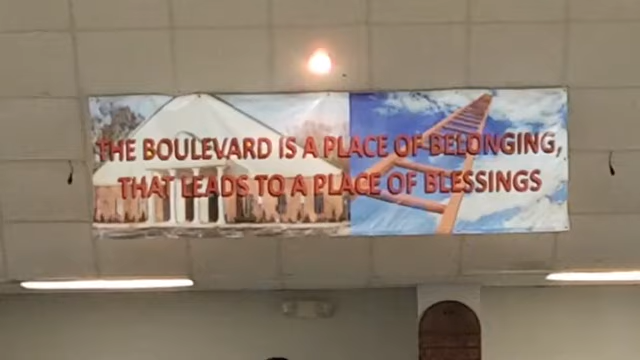 THE BOULEVARD IS A PLACE OF BELONGING,
THAT LEADS TO A PLACE OF BLESSINGS